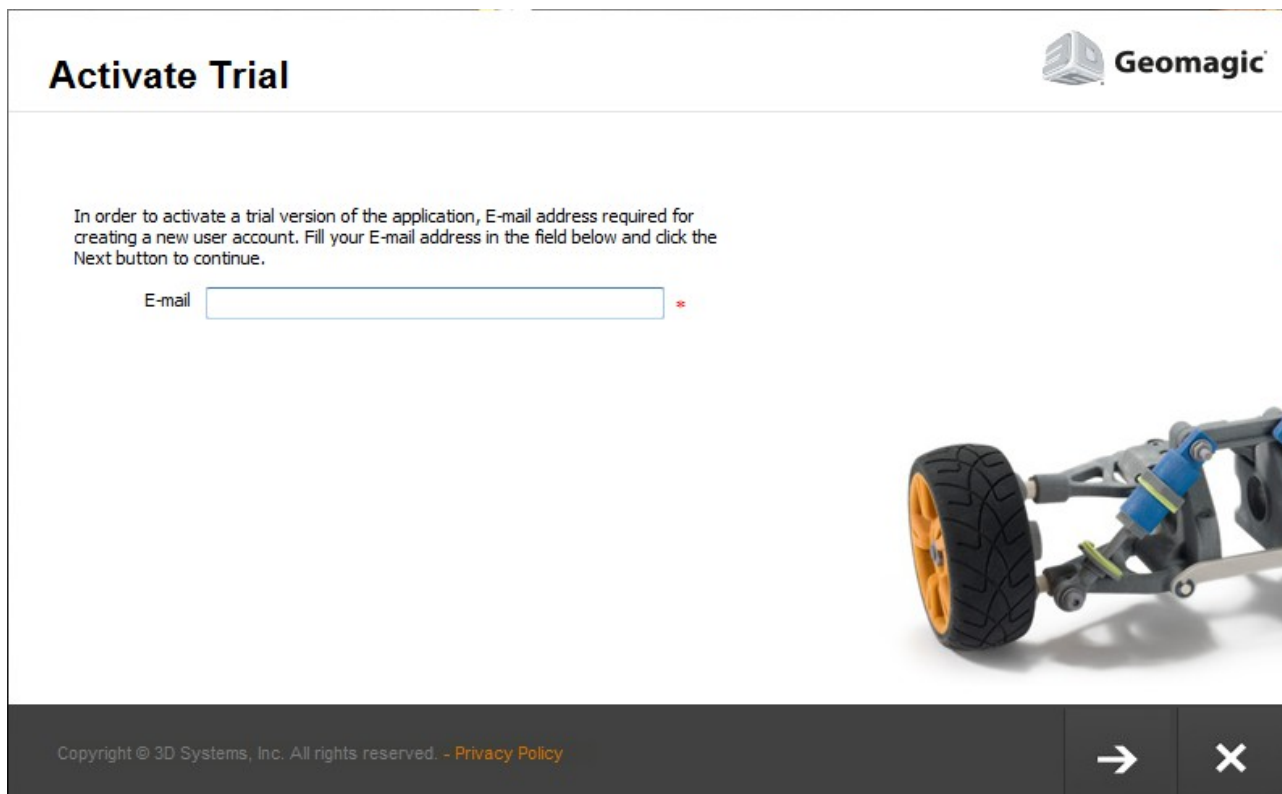 Activate Trial
Geomagic
In order to activate a trial version of the application, E-mail address required for
creating a new user account. Fill your E-mail address in the field below and click the
Next button to continue.
E-mail *
Copyright © 3D Systems, Inc. All rights reserved. - Privacy Policy